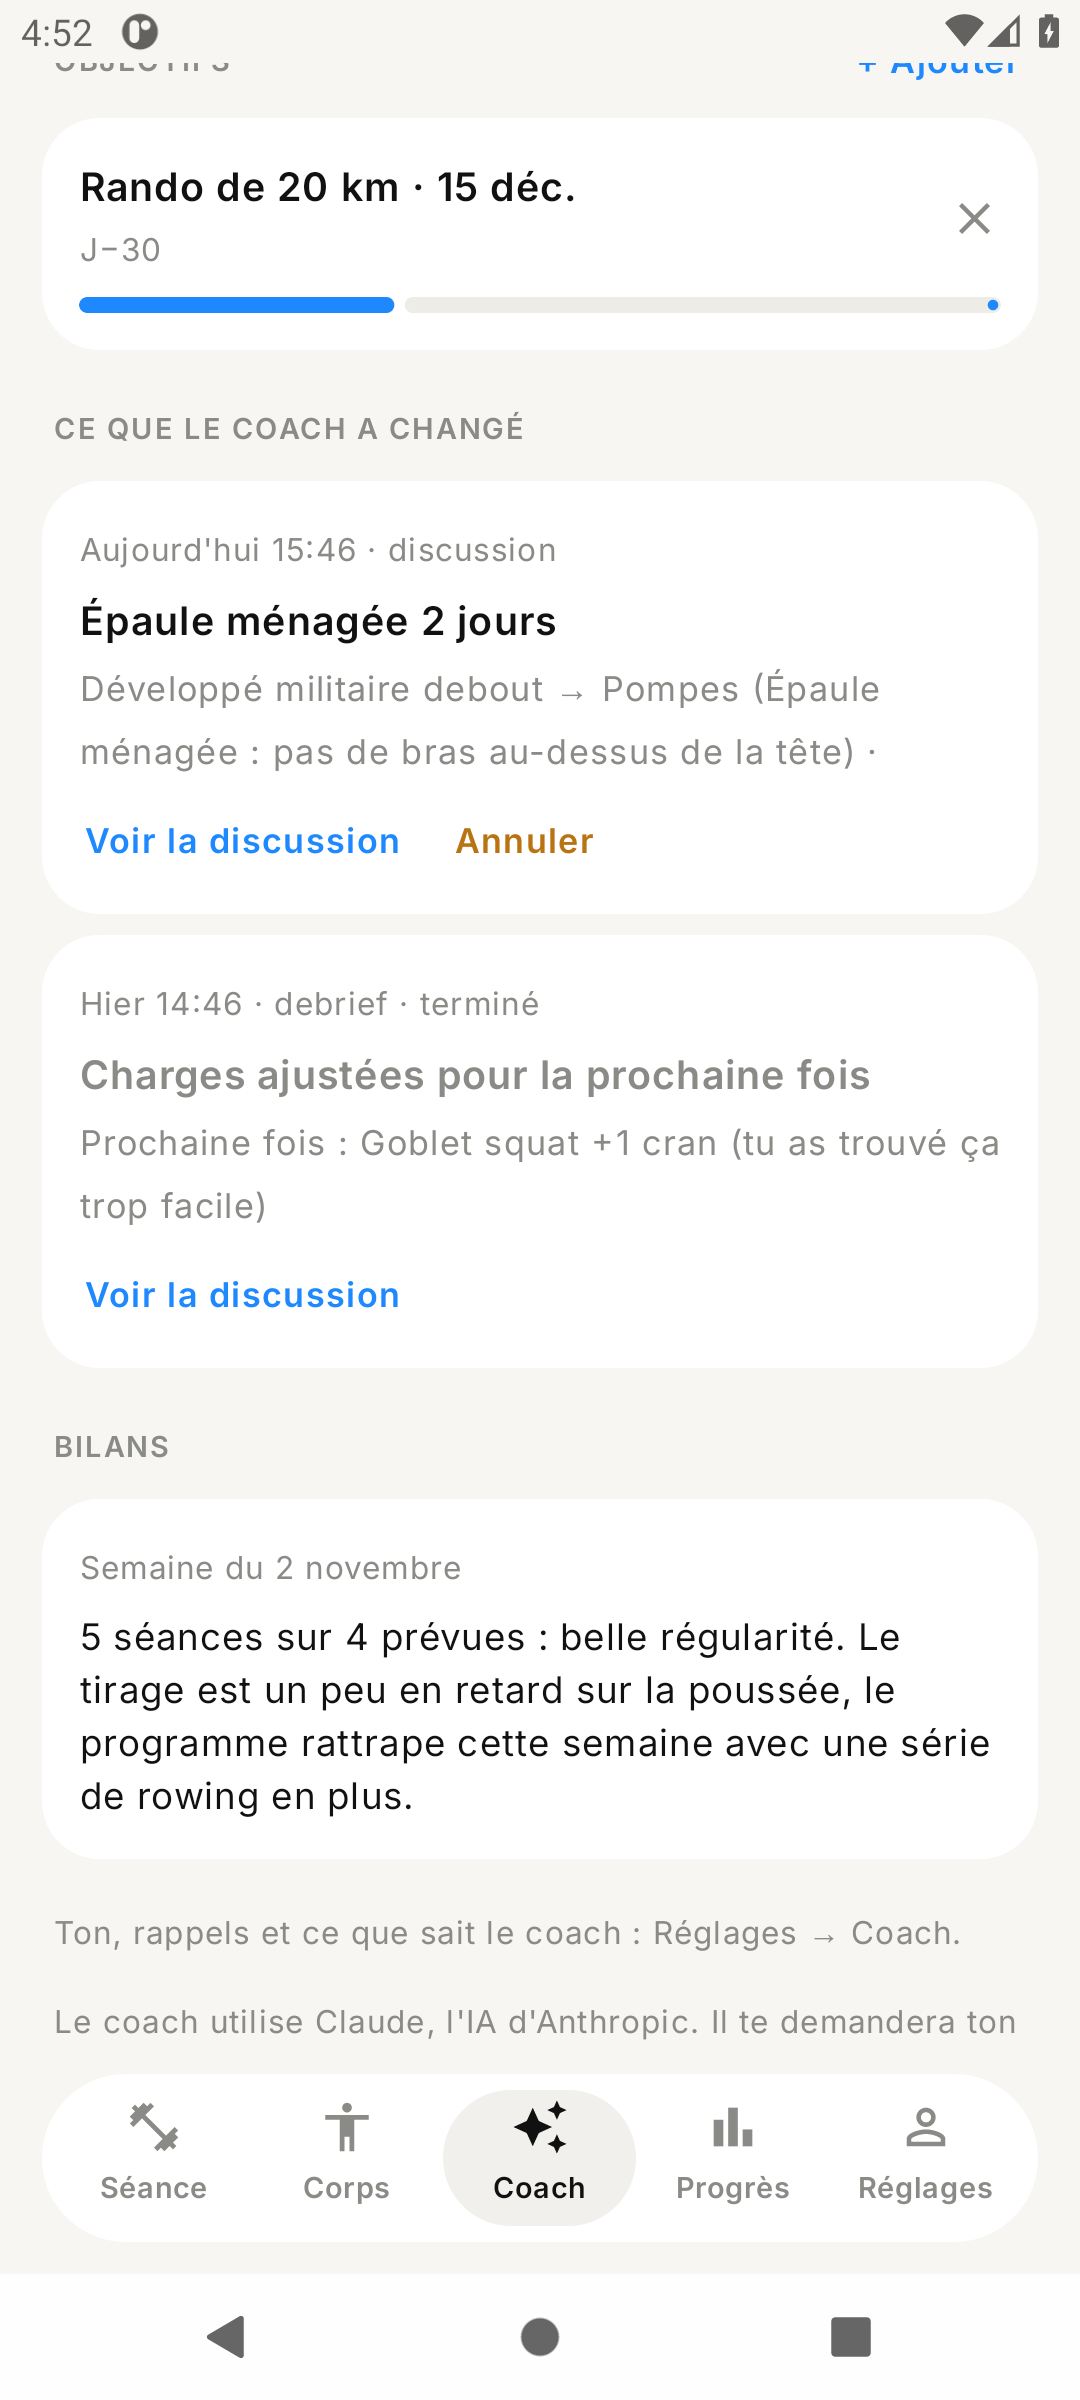 4:52
OBJECTIFS
+ Ajouter
Rando de 20 km · 15 déc.
J−30
CE QUE LE COACH A CHANGÉ
Aujourd'hui 15:46 · discussion
Épaule ménagée 2 jours
Développé militaire debout → Pompes (Épaule
ménagée : pas de bras au-dessus de la tête) ·
Voir la discussion
Annuler
Hier 14:46 · debrief · terminé
Charges ajustées pour la prochaine fois
Prochaine fois : Goblet squat +1 cran (tu as trouvé ça
trop facile)
Voir la discussion
BILANS
Semaine du 2 novembre
5 séances sur 4 prévues : belle régularité. Le
tirage est un peu en retard sur la poussée, le
programme rattrape cette semaine avec une série
de rowing en plus.
Ton, rappels et ce que sait le coach : Réglages → Coach.
Le coach utilise Claude, l'IA d'Anthropic. Il te demandera ton
Séance
Corps
Coach
Progrès
Réglages